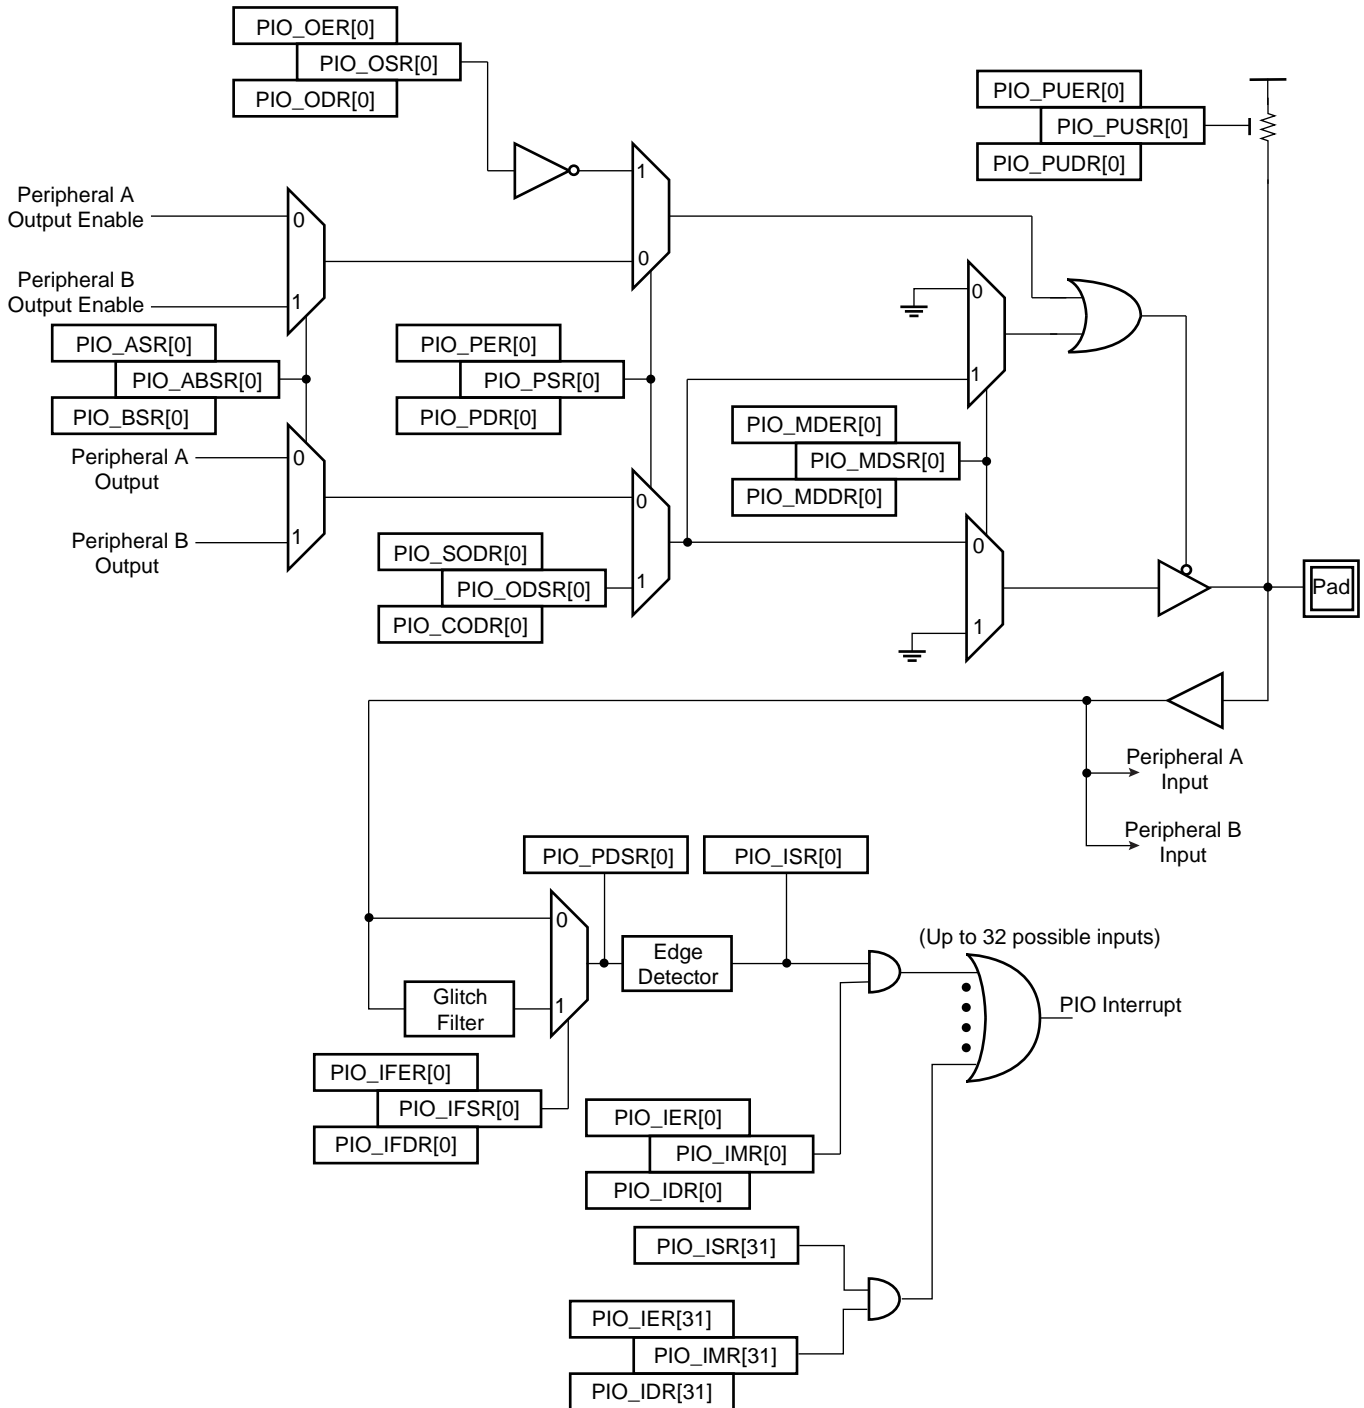 PIO_OER[0]
PIO_OSR[0]
PIO_ODR[0]
PIO_PUER[0]
PIO_PUSR[0]
PIO_PUDR[0]
1
0
Peripheral A
Output Enable
0
Peripheral B
Output Enable
1
0
1
PIO_ASR[0]
PIO_ABSR[0]
PIO_BSR[0]
PIO_PER[0]
PIO_PSR[0]
PIO_PDR[0]
PIO_MDER[0]
PIO_MDSR[0]
PIO_MDDR[0]
Peripheral A
Output
0
Peripheral B
Output
1
0
1
PIO_SODR[0]
PIO_ODSR[0]
PIO_CODR[0]
0
1
Pad
Peripheral A
Input
Peripheral B
Input
PIO_PDSR[0]
PIO_ISR[0]
0
1
Glitch
Filter
Edge
Detector
(Up to 32 possible inputs)
PIO Interrupt
PIO_IFER[0]
PIO_IFSR[0]
PIO_IFDR[0]
PIO_IER[0]
PIO_IMR[0]
PIO_IDR[0]
PIO_ISR[31]
PIO_IER[31]
PIO_IMR[31]
PIO_IDR[31]